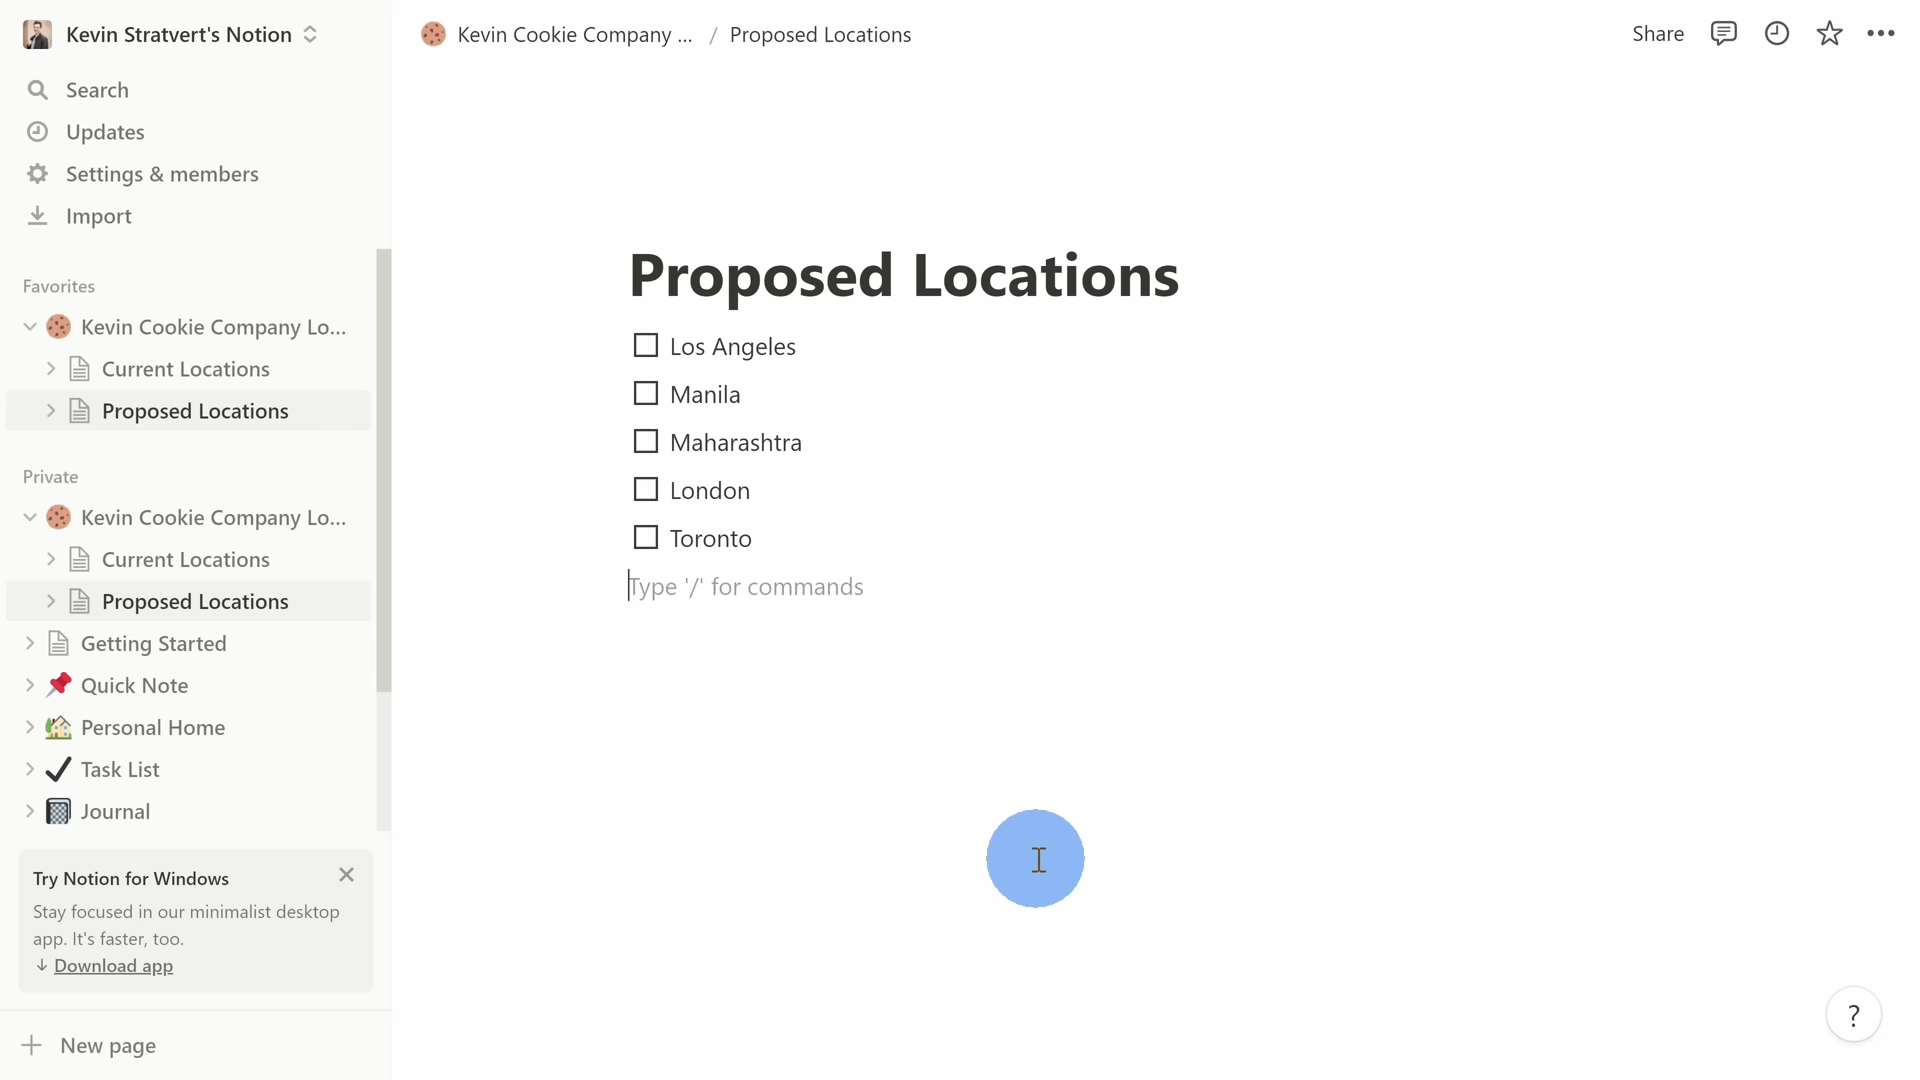 Kevin Stratvert's Notion
Search
Updates
Settings & members
Import
Favorites
Kevin Cookie Company Lo...
Current Locations
Proposed Locations
Private
Kevin Cookie Company Lo...
Current Locations
Proposed Locations
Getting Started
Quick Note
Personal Home
Task List
Journal
Try Notion for Windows
Stay focused in our minimalist desktop
app. It's faster, too.
↓ Download app
+ New page
Kevin Cookie Company ... / Proposed Locations
Share
Proposed Locations
Los Angeles
Manila
Maharashtra
London
Toronto
Type '/' for commands
?